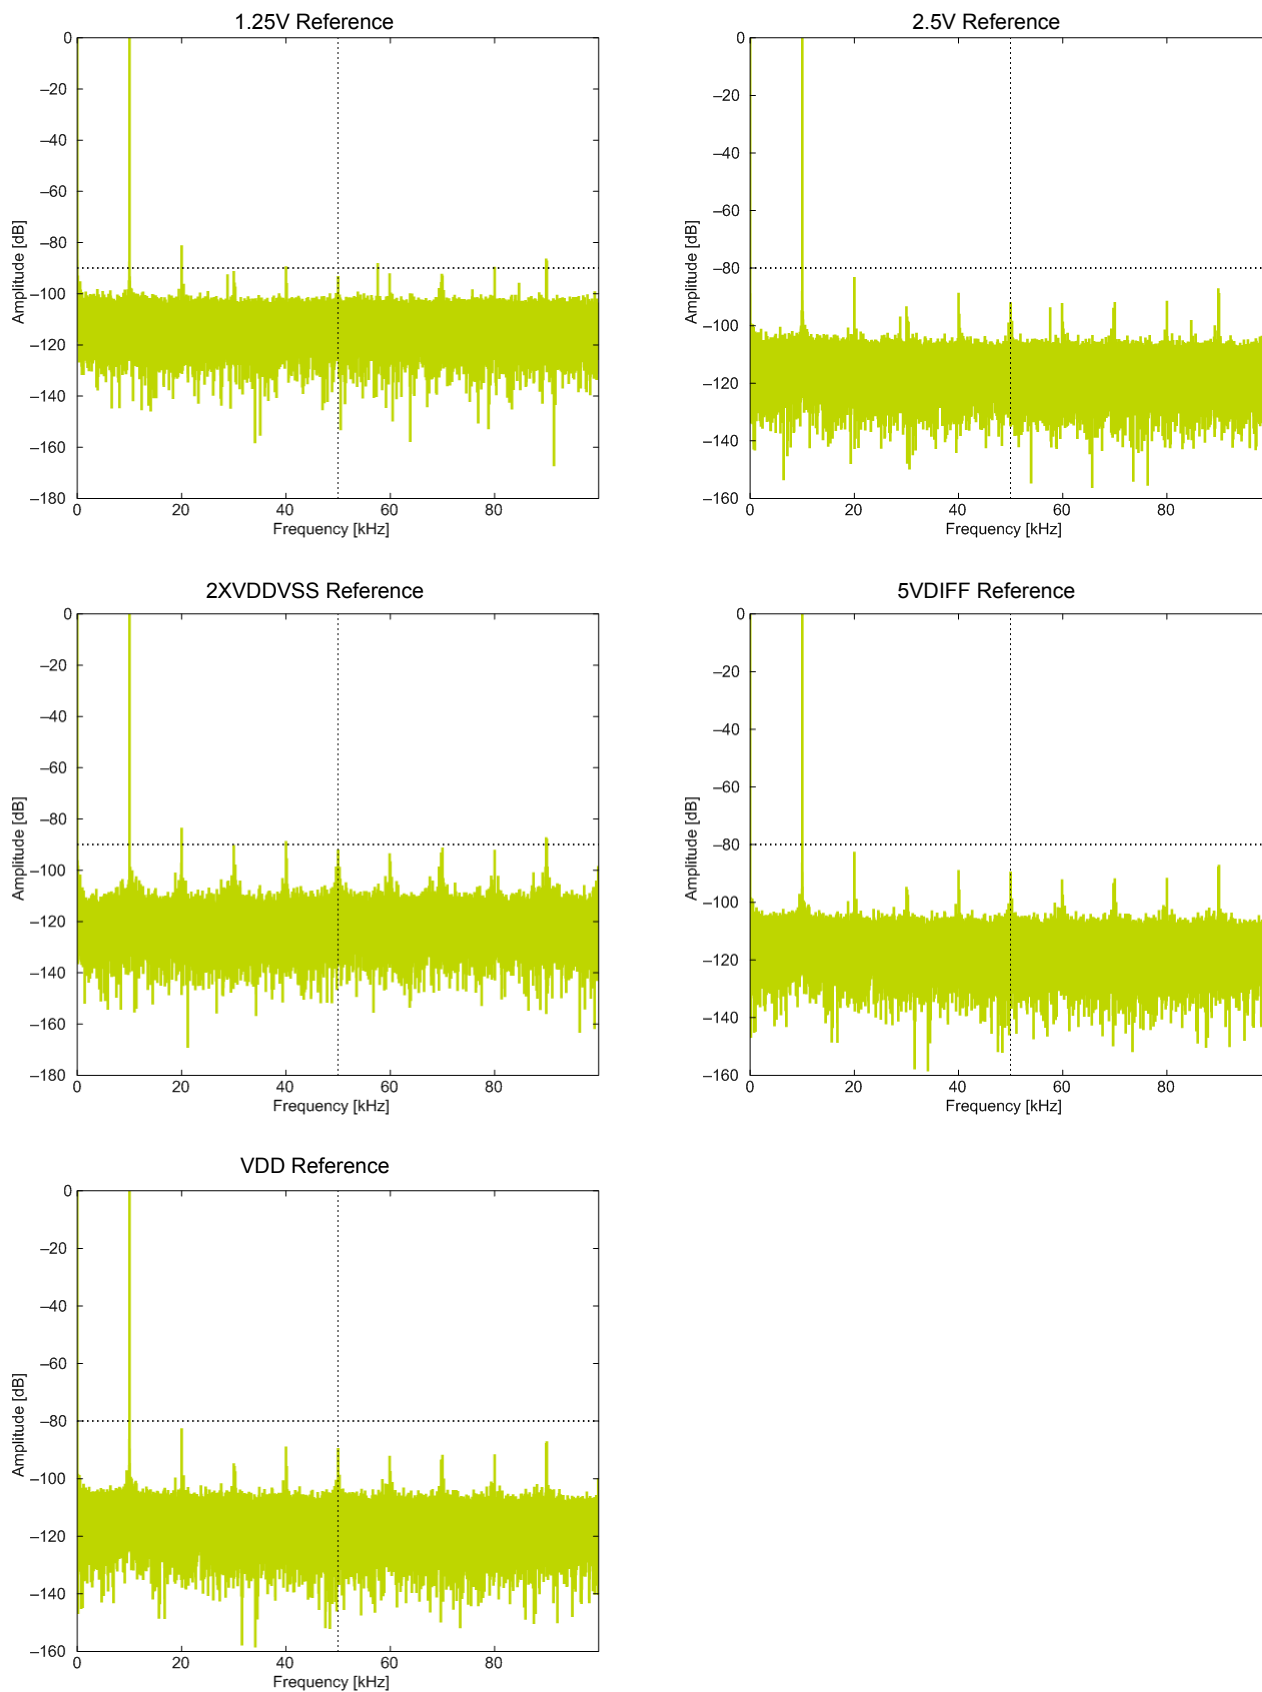 1.25V Reference
0
–20
–40
–60
–80
–100
–120
–140
–160
–180
Amplitude [dB]
0 20 40 60 80
Frequency [kHz]
2.5V Reference
0
–20
–40
–60
–80
–100
–120
–140
–160
Amplitude [dB]
0 20 40 60 80
Frequency [kHz]
2XVDDVSS Reference
0
–20
–40
–60
–80
–100
–120
–140
–160
–180
Amplitude [dB]
0 20 40 60 80
Frequency [kHz]
5VDIFF Reference
0
–20
–40
–60
–80
–100
–120
–140
–160
Amplitude [dB]
0 20 40 60 80
Frequency [kHz]
VDD Reference
0
–20
–40
–60
–80
–100
–120
–140
–160
Amplitude [dB]
0 20 40 60 80
Frequency [kHz]